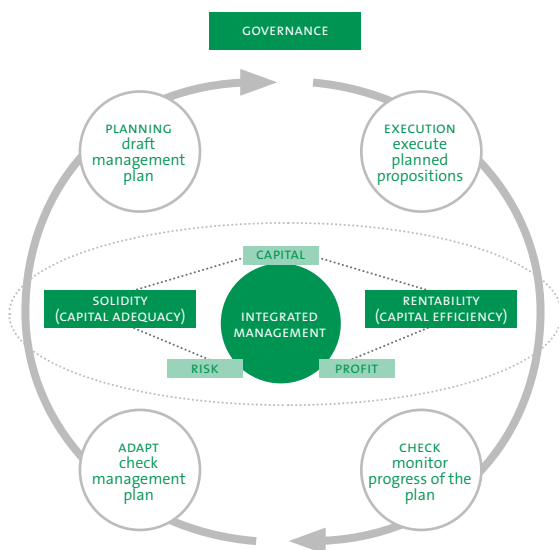 GOVERNANCE
PLANNING
draft
management
plan
EXECUTION
execute
planned
propositions
CAPITAL
SOLIDITY
(CAPITAL ADEQUACY)
INTEGRATED
MANAGEMENT
RENTABILITY
(CAPITAL EFFICIENCY)
RISK
PROFIT
ADAPT
check
management
plan
CHECK
monitor
progress of the
plan